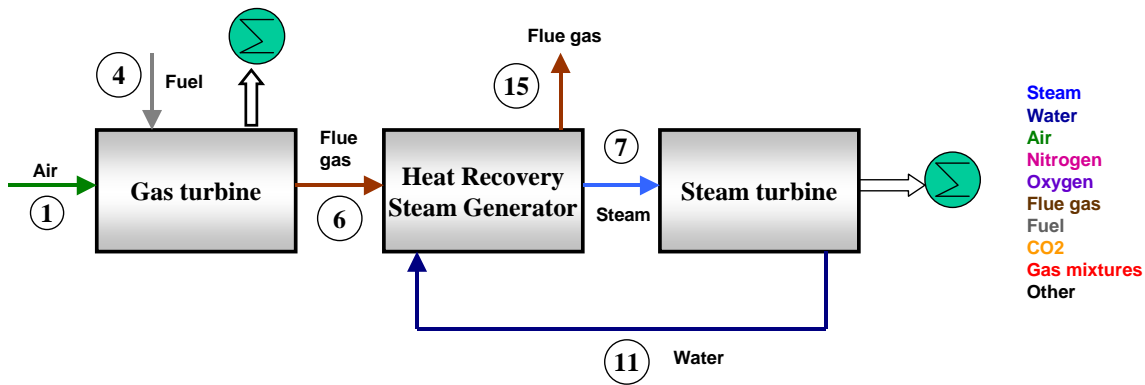 Flue gas
15
4
Fuel
Σ
Air
1
Gas turbine
Flue
gas
6
Heat Recovery
Steam Generator
7
Steam
Steam turbine
Σ
11
Water
Steam
Water
Air
Nitrogen
Oxygen
Flue gas
Fuel
CO2
Gas mixtures
Other